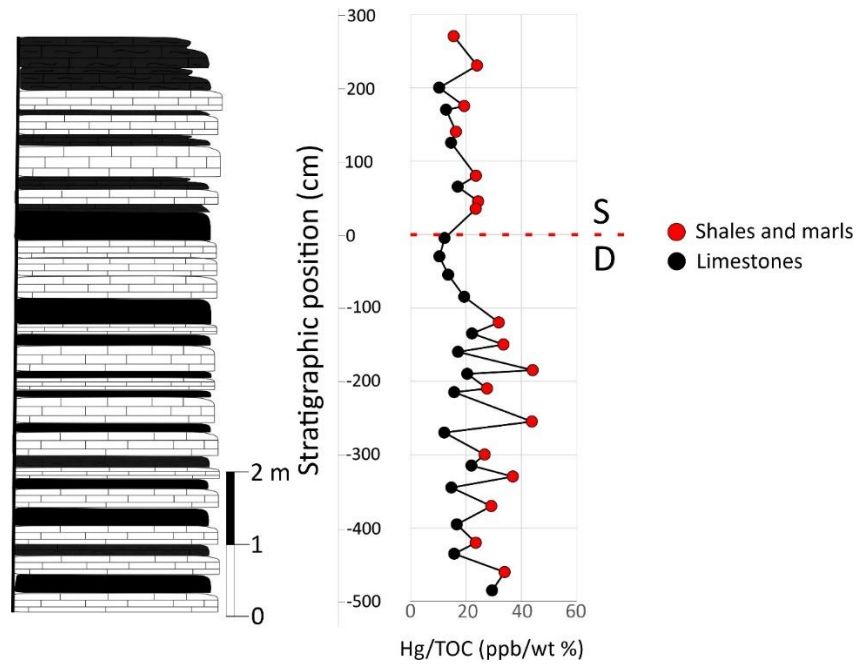 300
200
100
0
-100
-200
-300
-400
-500
Stratigraphic position (cm)
0 20 40 60
Hg/TOC (ppb/wt %)
S
D
Shales and marls
Limestones
2 m
1
0